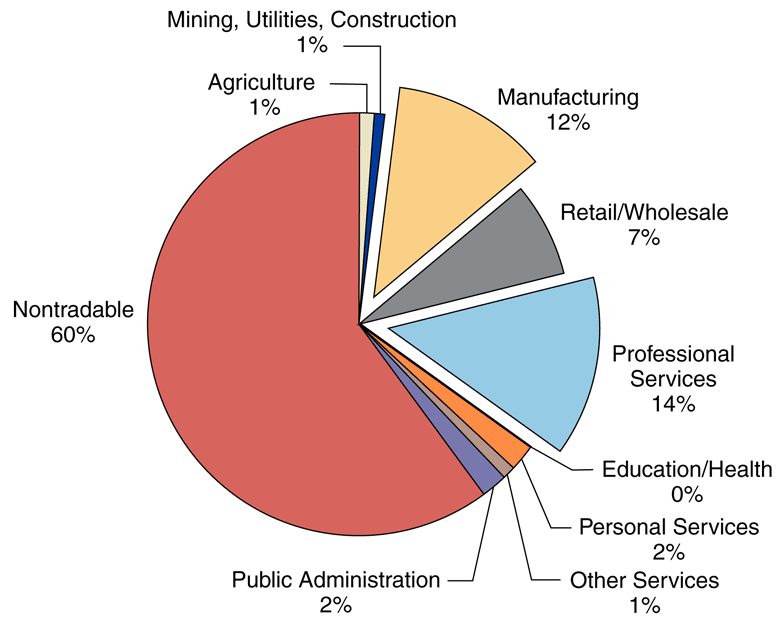 Mining, Utilities, Construction
1%
Agriculture
1%
Manufacturing
12%
Retail/Wholesale
7%
Nontradable
60%
Professional
Services
14%
Education/Health
0%
Personal Services
2%
Other Services
1%
Public Administration
2%